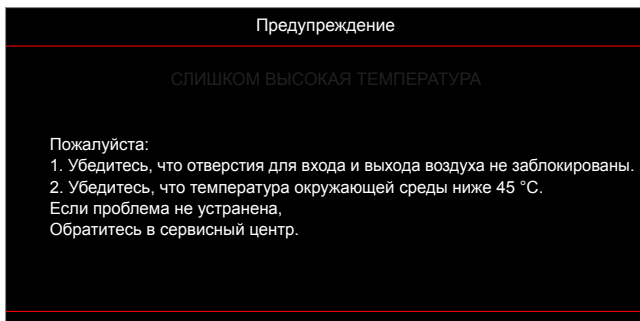 Предупреждение
СЛИШКОМ ВЫСОКАЯ ТЕМПЕРАТУРА
Пожалуйста:
1. Убедитесь, что отверстия для входа и выхода воздуха не заблокированы.
2. Убедитесь, что температура окружающей среды ниже 45 °C.
Если проблема не устранена,
Обратитесь в сервисный центр.